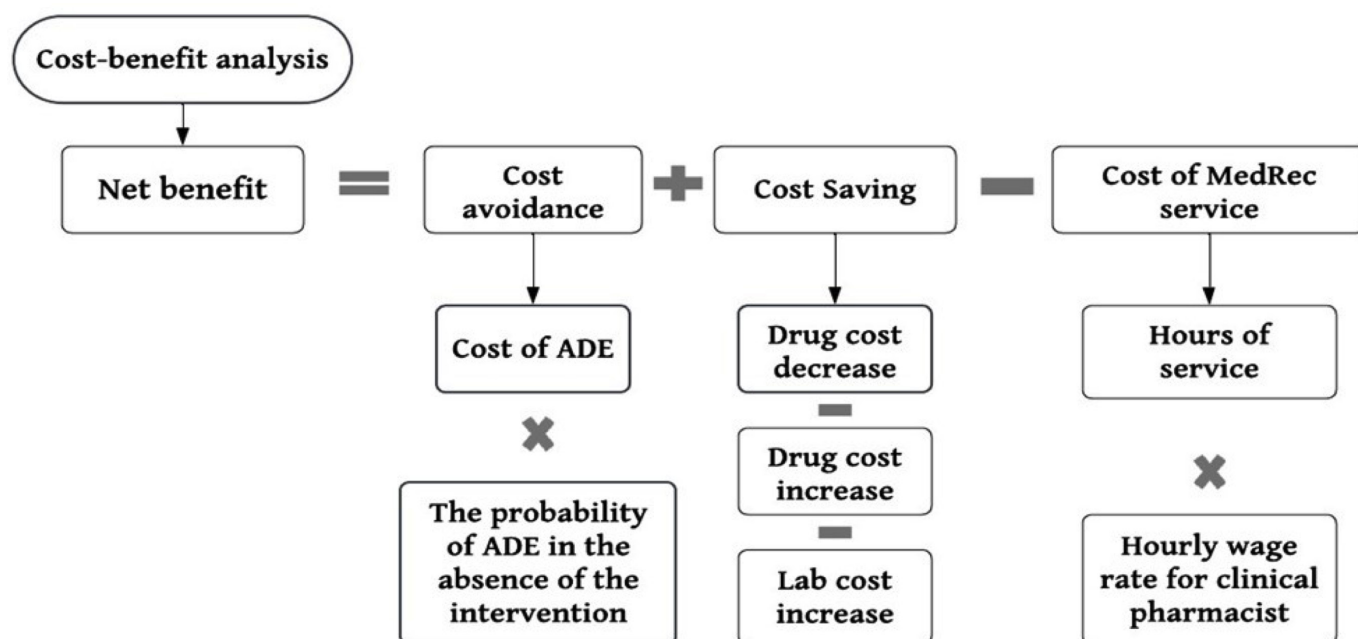 Cost-benefit analysis
Net benefit
=
Cost
avoidance
+
Cost Saving
−
Cost of MedRec
service
Cost of ADE
×
The probability
of ADE in the
absence of the
intervention
Drug cost
decrease
−
Drug cost
increase
−
Lab cost
increase
Hours of
service
×
Hourly wage
rate for clinical
pharmacist